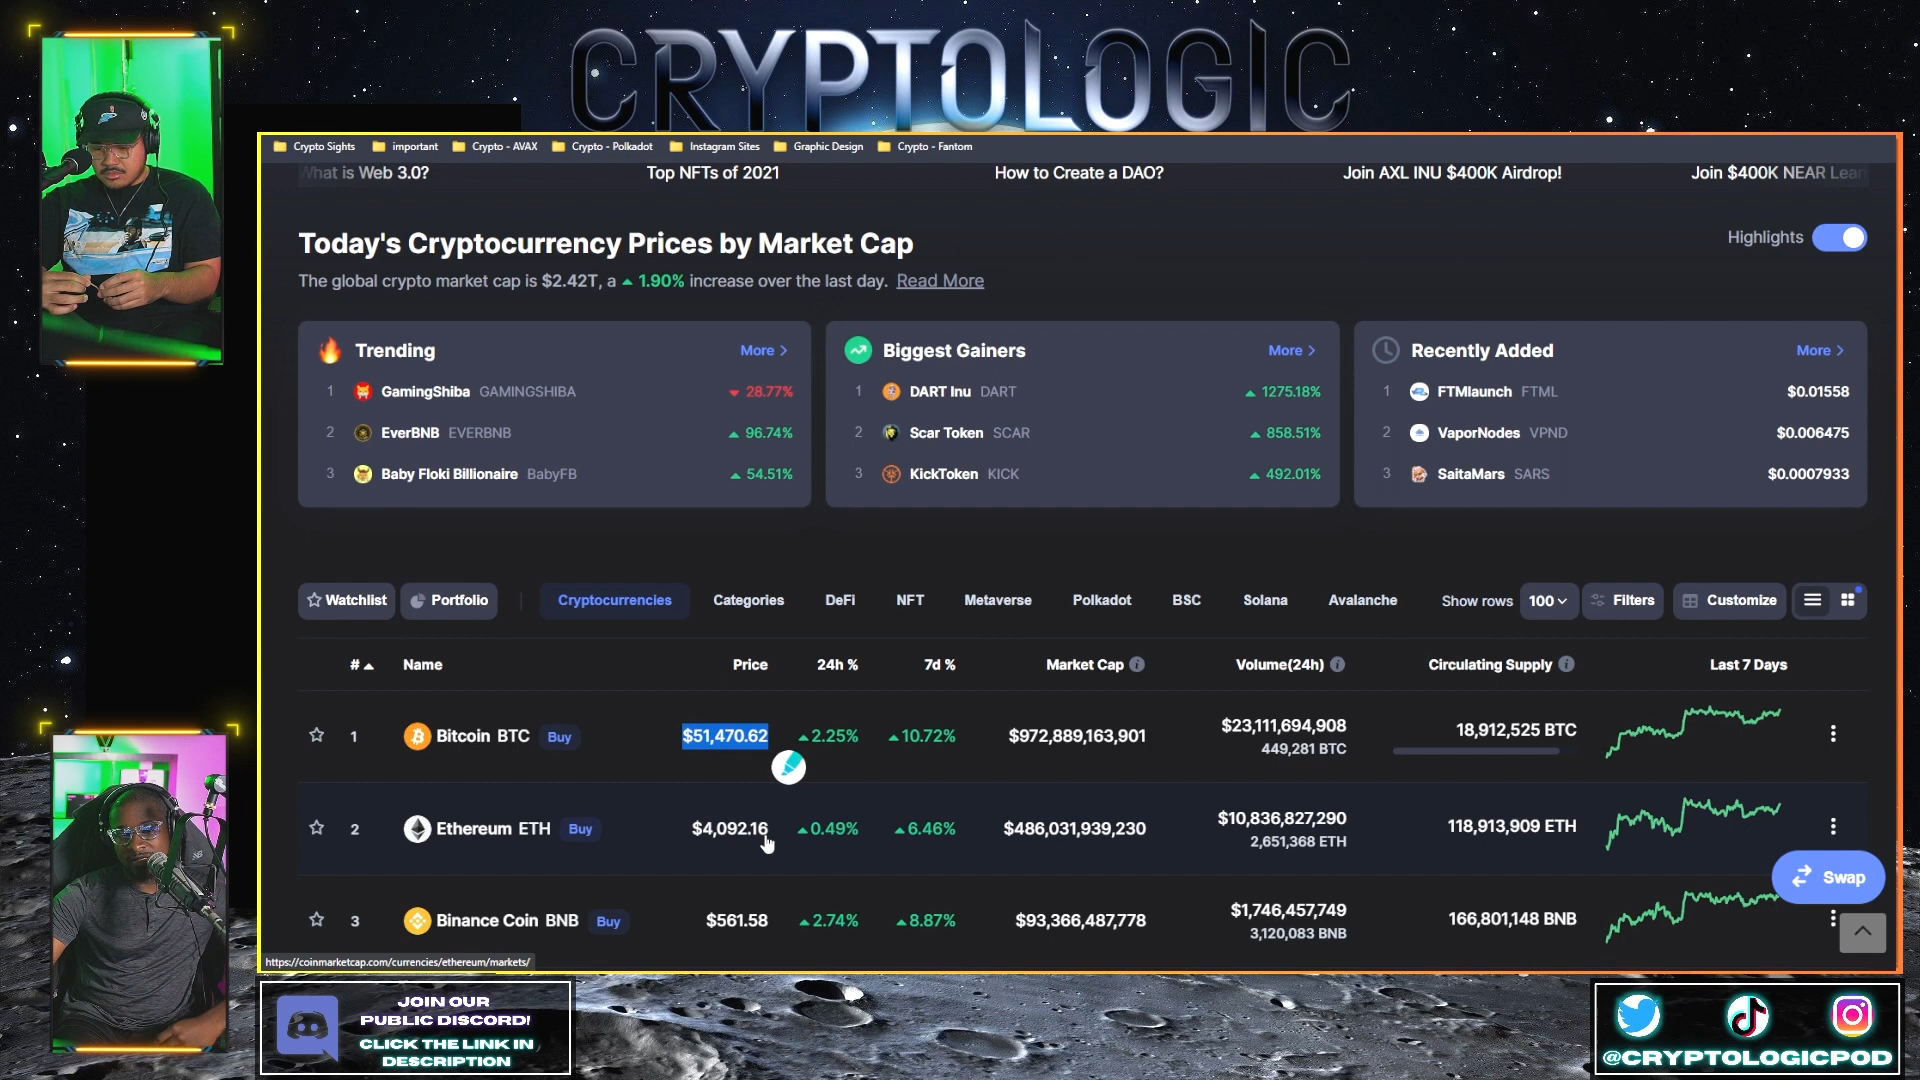 CRYPTOLOGIC
Crypto Sights important Crypto - AVAX Crypto - Polkadot Instagram Sites Graphic Design Crypto - Fantom
What is Web 3.0? Top NFTs of 2021 How to Create a DAO? Join AXL INU $400K Airdrop! Join $400K NEAR Lear
Today's Cryptocurrency Prices by Market Cap
Highlights
The global crypto market cap is $2.42T, a 1.90% increase over the last day. Read More
Trending More
1 GamingShiba GAMINGSHIBA 28.77%
2 EverBNB EVERBNB 96.74%
3 Baby Floki Billionaire BabyFB 54.51%
Biggest Gainers More
1 DART Inu DART 1275.18%
2 Scar Token SCAR 858.51%
3 KickToken KICK 492.01%
Recently Added More
1 FTMlaunch FTML $0.01558
2 VaporNodes VPND $0.006475
3 SaitaMars SARS $0.0007933
Watchlist Portfolio Cryptocurrencies Categories DeFi NFT Metaverse Polkadot BSC Solana Avalanche Show rows 100 Filters Customize
# Name Price 24h % 7d % Market Cap Volume(24h) Circulating Supply Last 7 Days
1 Bitcoin BTC Buy $51,470.62 2.25% 10.72% $972,889,163,901 $23,111,694,908 18,912,525 BTC
449,281 BTC
2 Ethereum ETH Buy $4,092.16 0.49% 6.46% $486,031,939,230 $10,836,827,290 118,913,909 ETH
2,651,368 ETH
Swap
3 Binance Coin BNB Buy $561.58 2.74% 8.87% $93,366,487,778 $1,746,457,749 166,801,148 BNB
3,120,083 BNB
https://coinmarketcap.com/currencies/ethereum/markets/
JOIN OUR
PUBLIC DISCORD!
CLICK THE LINK IN
DESCRIPTION
@CRYPTOLOGICPOD